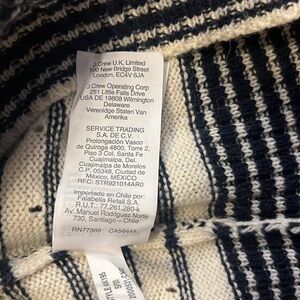 J.Crew U.K. Limited
100 New Bridge Street
London, EC4V 6JA
J.Crew Operating Corp
251 Little Falls Drive
USA DE 19808 Wilmington
Delaware
Verenidge Staten Van
Amerika
SERVICE TRADING
S.A. DE C.V.
Prolongación Vasco
de Quiroga 4800, Torre 2,
Piso 3 Col. Santa Fe
Cuajimalpa, Del.
Cuajimalpa de Morelos
C.P. 05348, Ciudad de
México, MÉXICO
RFC: STR921014AR0
Importado en Chile por:
Falabella Retail S.A.
R.U.T. 77.261.280-k
Av. Manuel Rodriguez Norte
730, Santiago - Chile
RN77388 CA56445